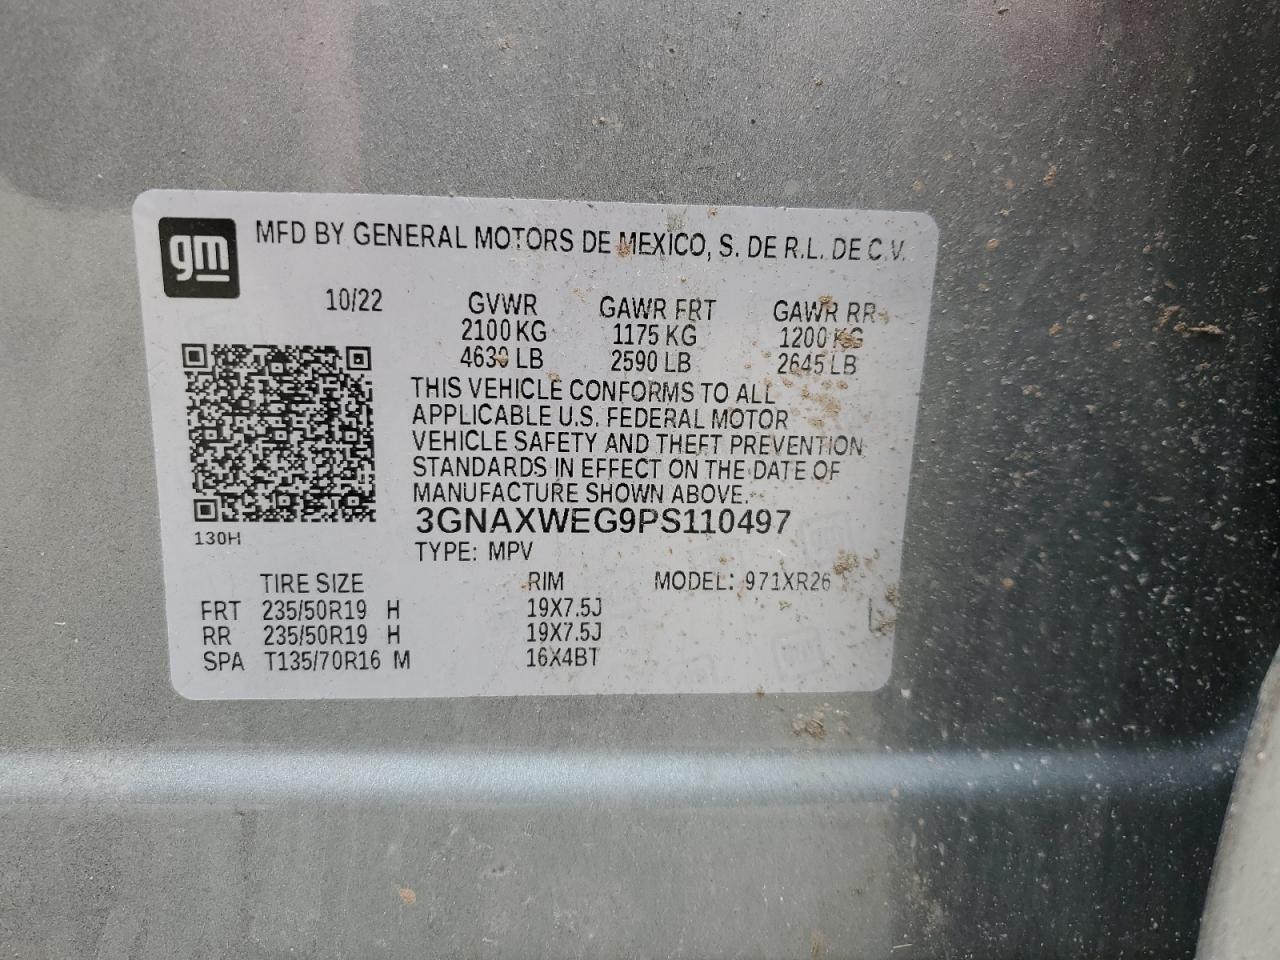 gm MFD BY GENERAL MOTORS DE MEXICO, S. DE R.L. DE C.V.
10/22 GVWR GAWR FRT GAWR RR
2100 KG 1175 KG 1200 KG
4630 LB 2590 LB 2645 LB
THIS VEHICLE CONFORMS TO ALL
APPLICABLE U.S. FEDERAL MOTOR
VEHICLE SAFETY AND THEFT PREVENTION
STANDARDS IN EFFECT ON THE DATE OF
MANUFACTURE SHOWN ABOVE.
3GNAXWEG9PS110497
130H
TYPE: MPV
TIRE SIZE RIM MODEL: 971XR26
FRT 235/50R19 H 19X7.5J
RR 235/50R19 H 19X7.5J
SPA T135/70R16 M 16X4BT